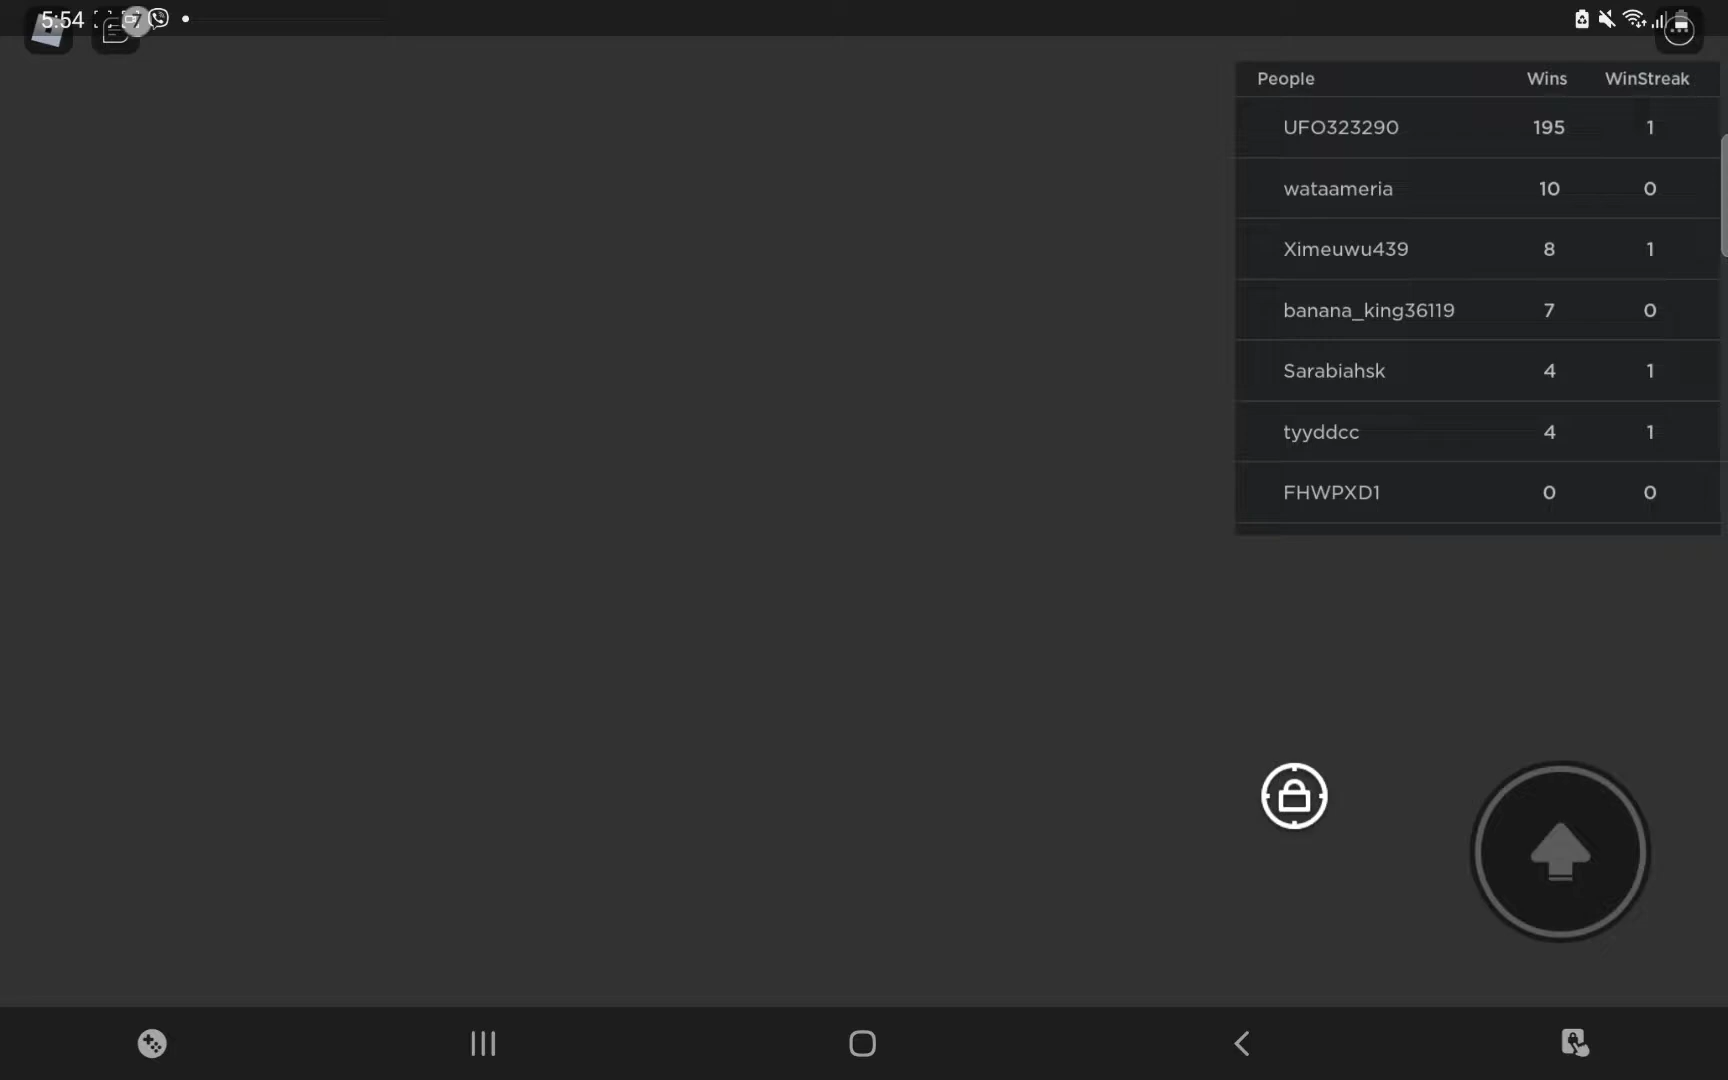 5:54
People Wins WinStreak
UFO323290 195 1
wataameria 10 0
Ximeuwu439 8 1
banana_king36119 7 0
Sarabiahsk 4 1
tyyddcc 4 1
FHWPXD1 0 0